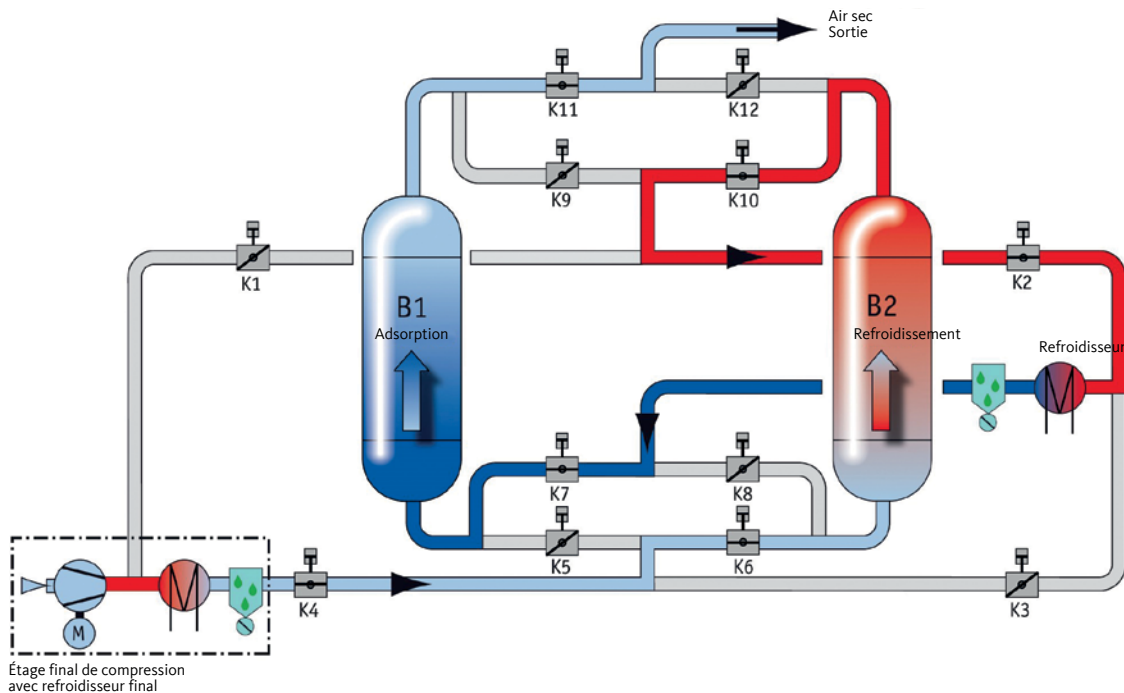 Air sec
Sortie
K11
K12
K9
K10
K1
K2
B1
Adsorption
B2
Refroidissement
Refroidisseur
K7
K8
K5
K6
K4
K3
M
Étage final de compression
avec refroidisseur final